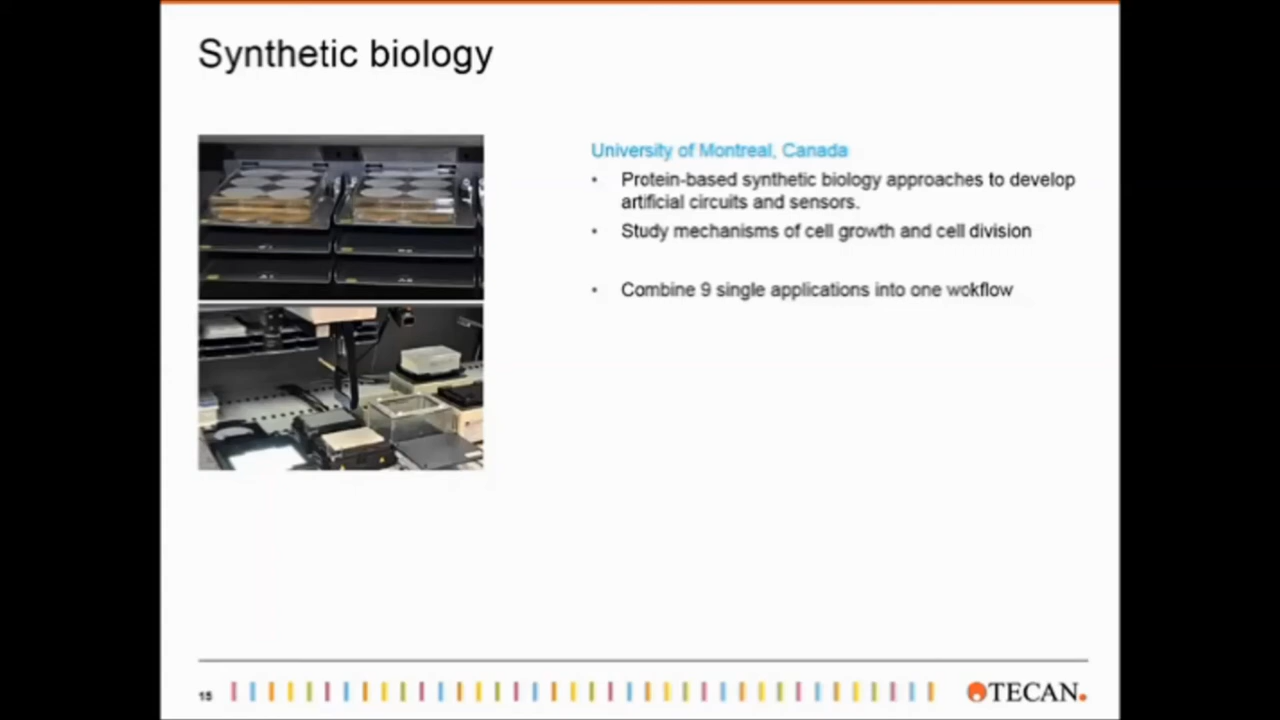 Synthetic biology
University of Montreal, Canada
• Protein-based synthetic biology approaches to develop
artificial circuits and sensors.
• Study mechanisms of cell growth and cell division
• Combine 9 single applications into one wokflow
15
TECAN.